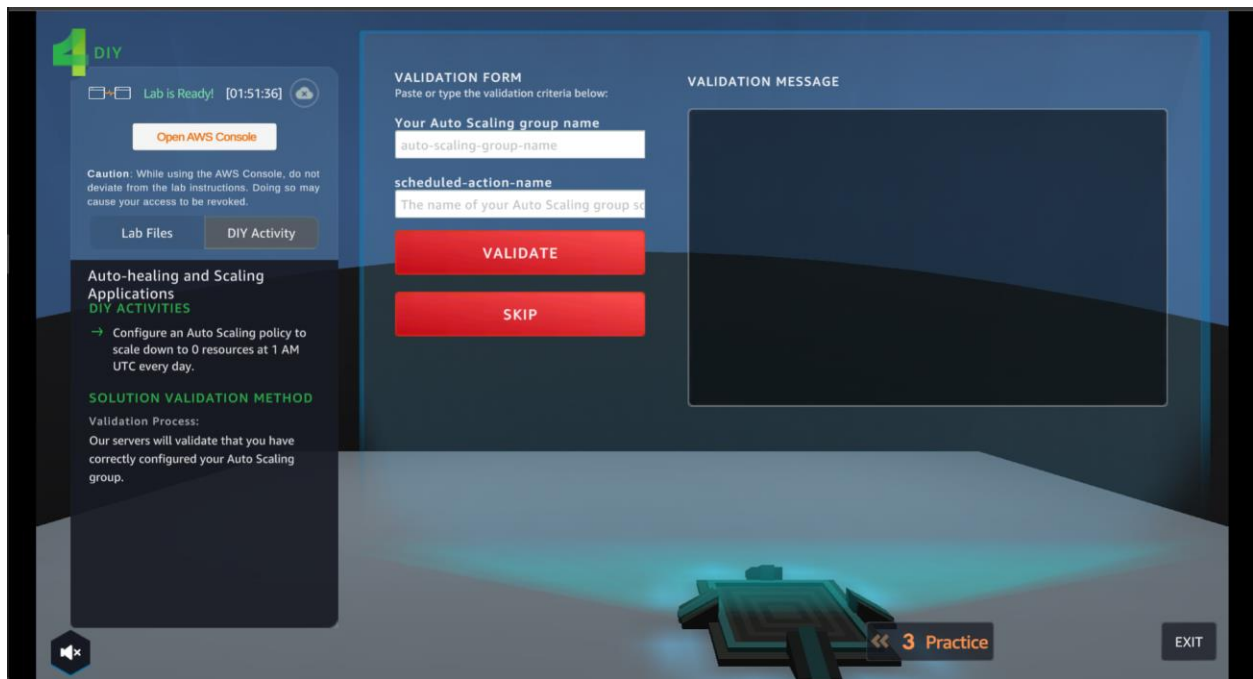 4 DIY
Lab is Ready! [01:51:36]
Open AWS Console
Caution: While using the AWS Console, do not
deviate from the lab instructions. Doing so may
cause your access to be revoked.
Lab Files DIY Activity
Auto-healing and Scaling
Applications
DIY ACTIVITIES
→ Configure an Auto Scaling policy to
scale down to 0 resources at 1 AM
UTC every day.
SOLUTION VALIDATION METHOD
Validation Process:
Our servers will validate that you have
correctly configured your Auto Scaling
group.
VALIDATION FORM
Paste or type the validation criteria below:
Your Auto Scaling group name
auto-scaling-group-name
scheduled-action-name
The name of your Auto Scaling group sc
VALIDATE
SKIP
VALIDATION MESSAGE
3 Practice
EXIT